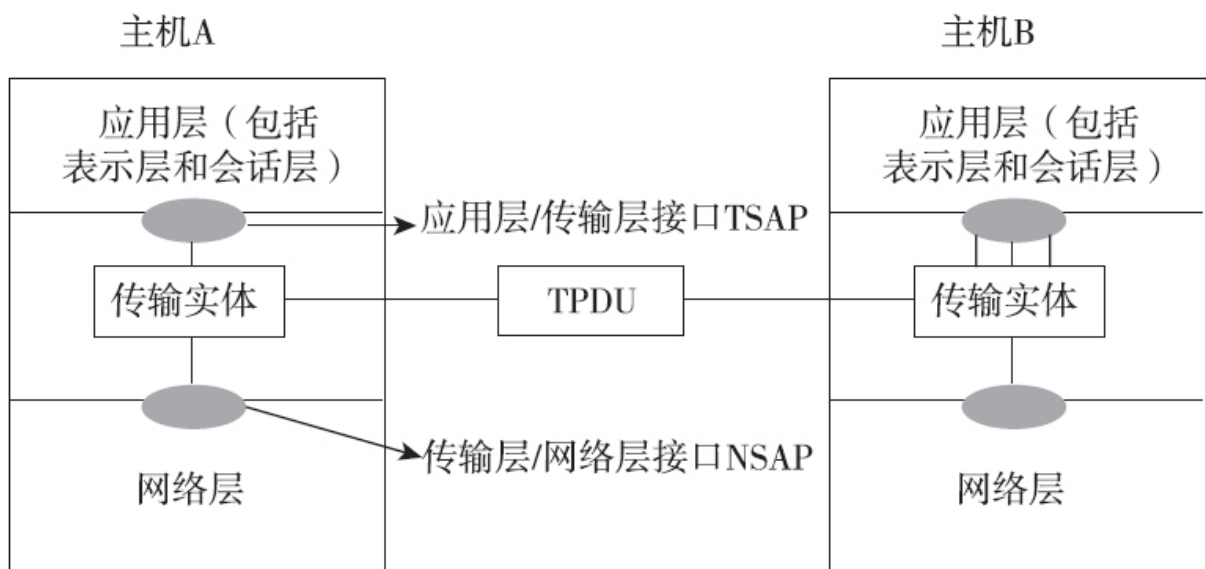 主机A
主机B
应用层（包括
表示层和会话层）
应用层（包括
表示层和会话层）
应用层/传输层接口TSAP
传输实体
TPDU
传输实体
传输层/网络层接口NSAP
网络层
网络层